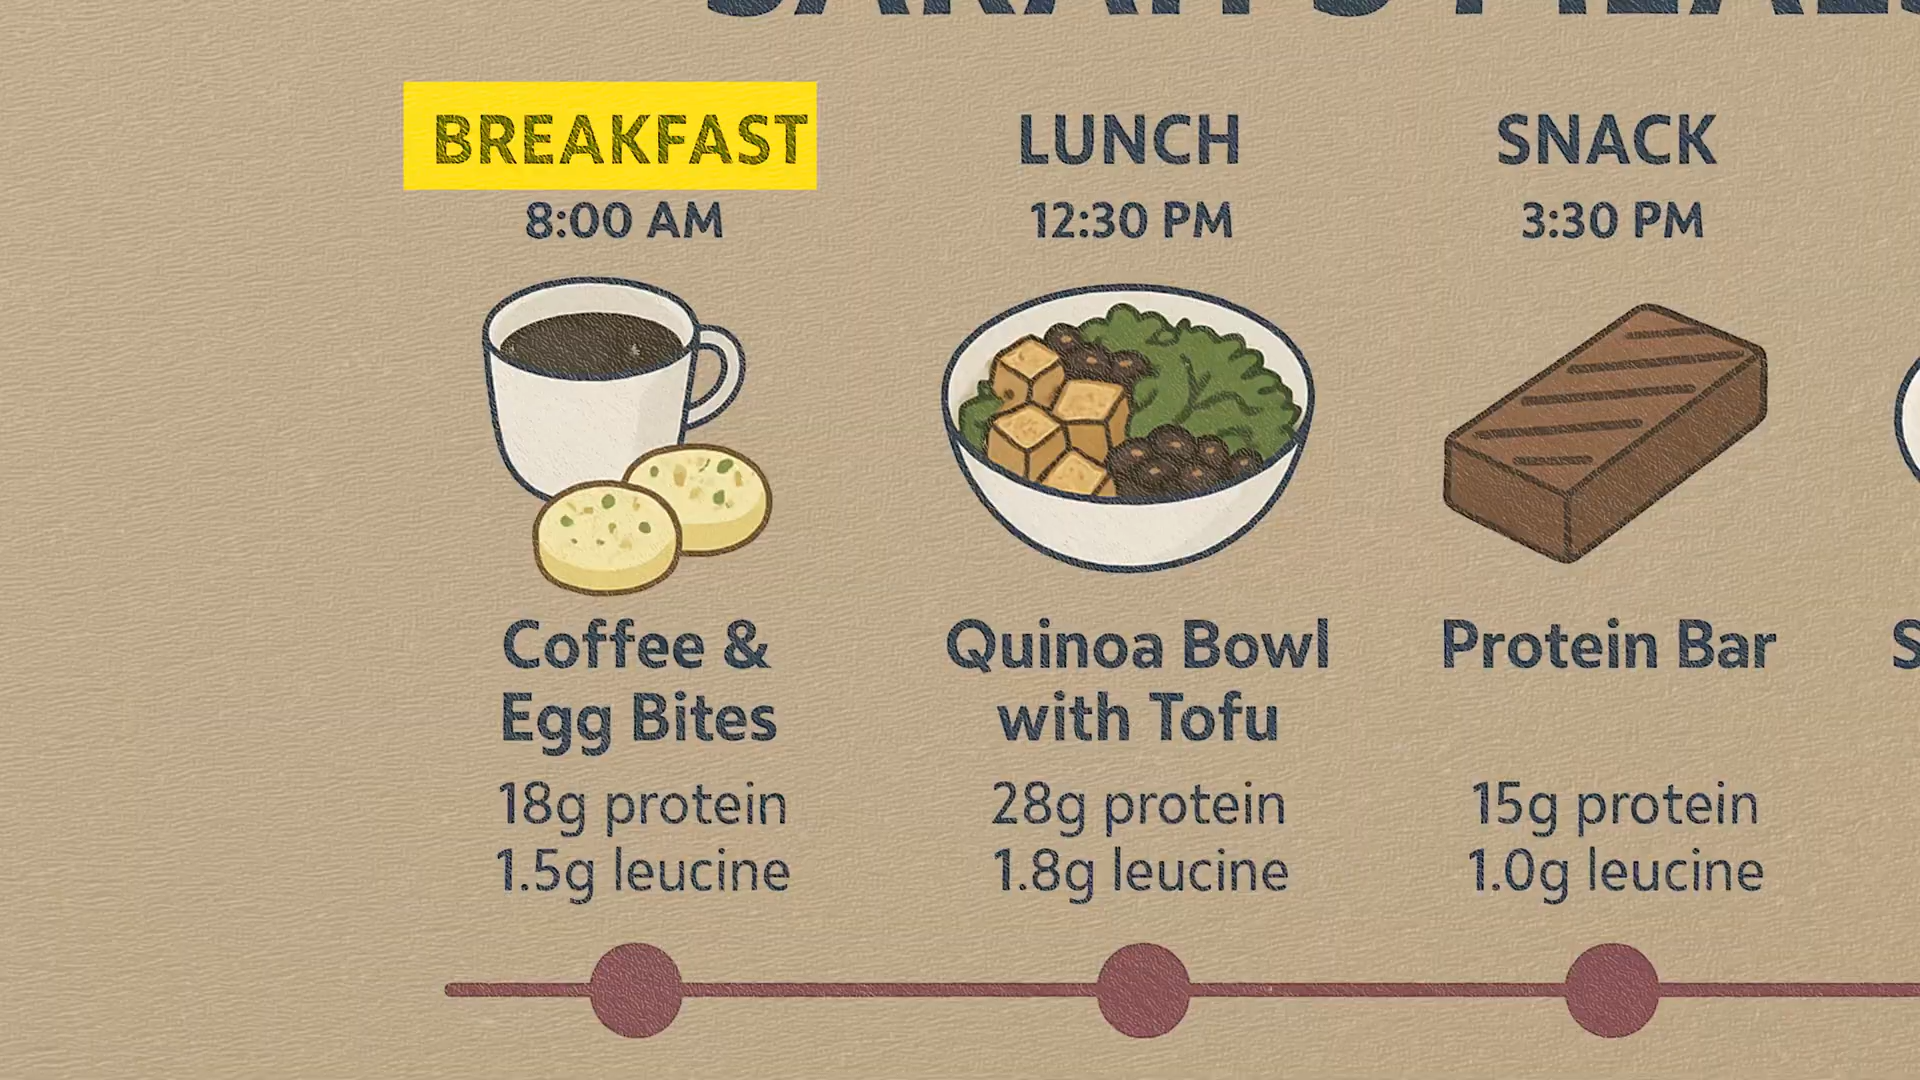 BREAKFAST
8:00 AM
Coffee &
Egg Bites
18g protein
1.5g leucine
LUNCH
12:30 PM
Quinoa Bowl
with Tofu
28g protein
1.8g leucine
SNACK
3:30 PM
Protein Bar
15g protein
1.0g leucine